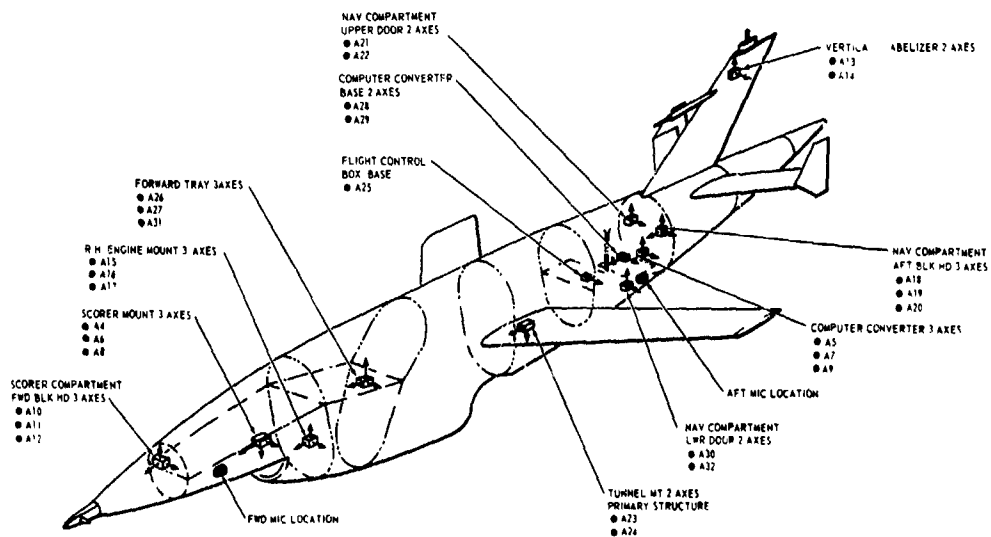 NAV COMPARTMENT
UPPER DOOR 2 AXES
● A21
● A22
COMPUTER CONVERTER
BASE 2 AXES
● A28
● A29
FLIGHT CONTROL
BOX BASE
● A25
FORWARD TRAY 3AXES
● A26
● A27
● A31
R.H. ENGINE MOUNT 3 AXES
● A15
● A16
● A17
SCORER MOUNT 3 AXES
● A4
● A6
● A8
SCORER COMPARTMENT
FWD BLK HD 3 AXES
● A10
● A11
● A12
FWD MIC LOCATION
2 AXES
● A13
● A14
NAV COMPARTMENT
AFT BLK HD 3 AXES
● A18
● A19
● A20
COMPUTER CONVERTER 3 AXES
● A5
● A7
● A9
AFT MIC LOCATION
NAV COMPARTMENT
LWR DOOR 2 AXES
● A30
● A32
TUNNEL MT 2 AXES
PRIMARY STRUCTURE
● A23